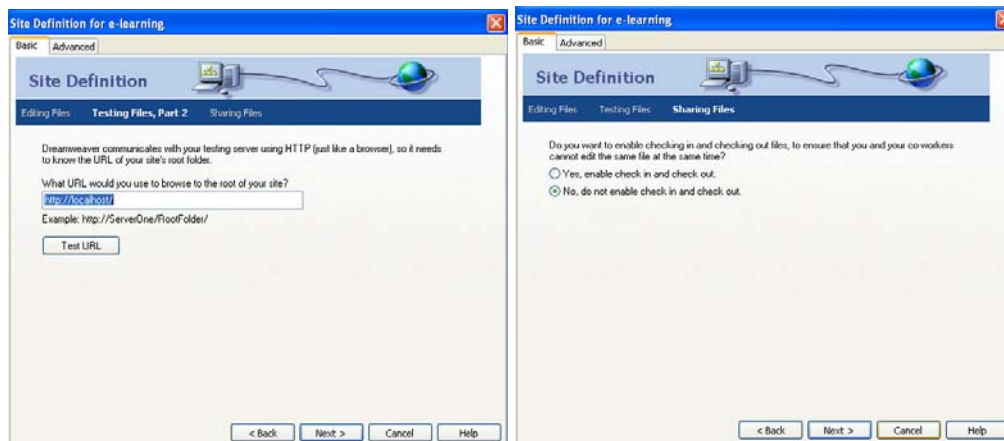 Site Definition for e-learning
Basic Advanced
Site Definition
Editing Files Testing Files, Part 2 Sharing Files
Dreamweaver communicates with your testing server using HTTP (just like a browser), so it needs
to know the URL of your site's root folder.
What URL would you use to browse to the root of your site?
http://localhost/
Example: http://ServerOne/RootFolder/
Test URL
< Back Next > Cancel Help
Site Definition for e-learning
Basic Advanced
Site Definition
Editing Files Testing Files Sharing Files
Do you want to enable checking in and checking out files, to ensure that you and your co-workers
cannot edit the same file at the same time?
Yes, enable check in and check out.
No, do not enable check in and check out.
< Back Next > Cancel Help